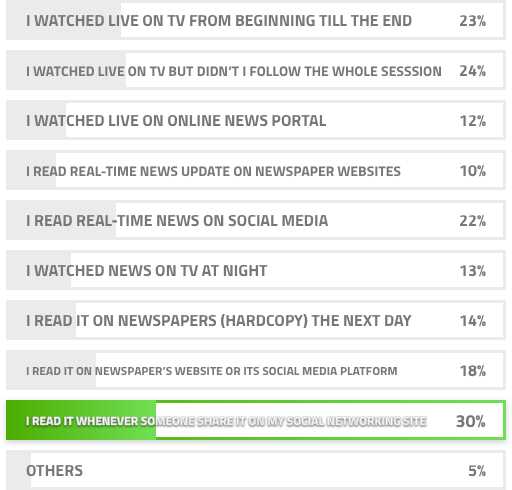 I WATCHED LIVE ON TV FROM BEGINNING TILL THE END 23%
I WATCHED LIVE ON TV BUT DIDN'T I FOLLOW THE WHOLE SESSSION 24%
I WATCHED LIVE ON ONLINE NEWS PORTAL 12%
I READ REAL-TIME NEWS UPDATE ON NEWSPAPER WEBSITES 10%
I READ REAL-TIME NEWS ON SOCIAL MEDIA 22%
I WATCHED NEWS ON TV AT NIGHT 13%
I READ IT ON NEWSPAPERS (HARDCOPY) THE NEXT DAY 14%
I READ IT ON NEWSPAPER'S WEBSITE OR ITS SOCIAL MEDIA PLATFORM 18%
I READ IT WHENEVER SOMEONE SHARE IT ON MY SOCIAL NETWORKING SITE 30%
OTHERS 5%